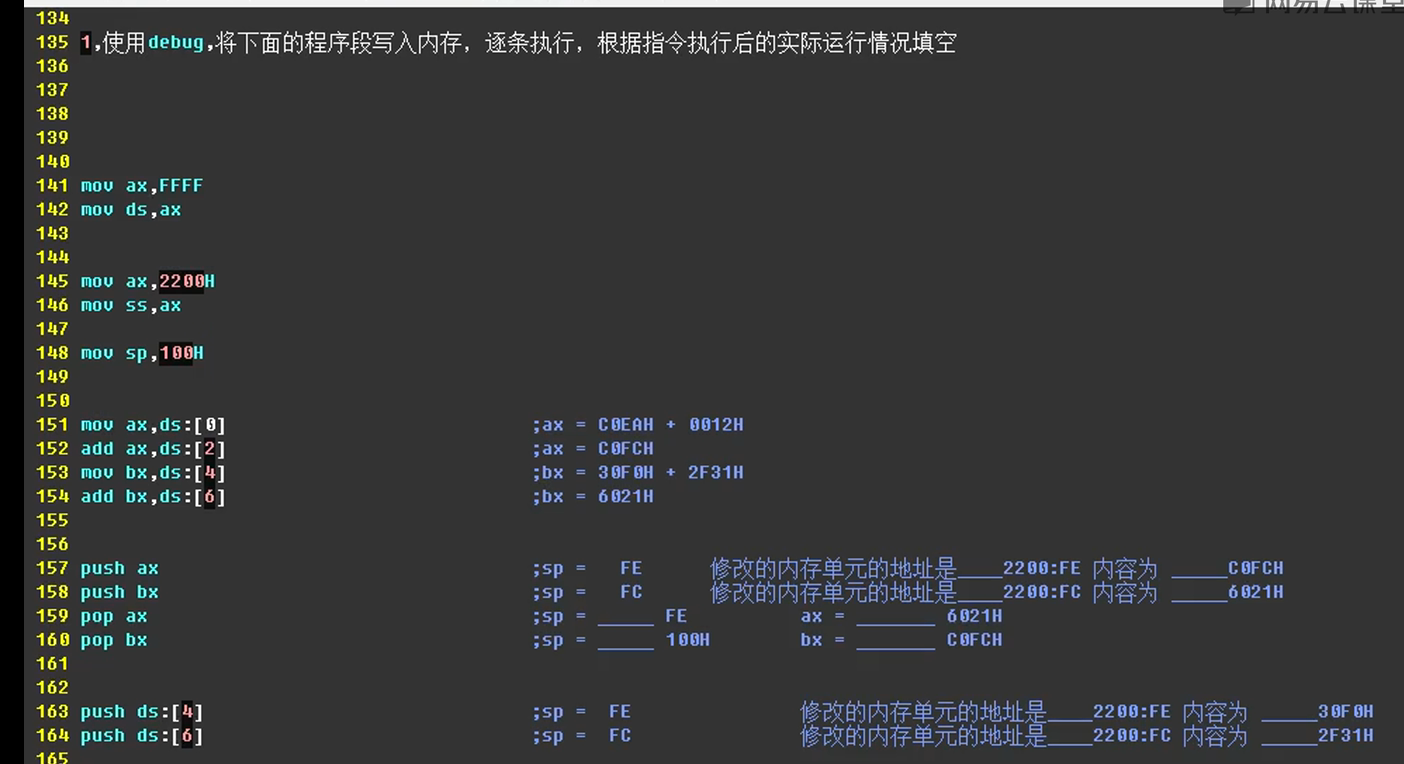 网易云课堂
134
135 1,使用debug,将下面的程序段写入内存，逐条执行，根据指令执行后的实际运行情况填空
136
137
138
139
140
141 mov ax,FFFF
142 mov ds,ax
143
144
145 mov ax,2200H
146 mov ss,ax
147
148 mov sp,100H
149
150
151 mov ax,ds:[0] ;ax = C0EAH + 0012H
152 add ax,ds:[2] ;ax = C0FCH
153 mov bx,ds:[4] ;bx = 30F0H + 2F31H
154 add bx,ds:[6] ;bx = 6021H
155
156
157 push ax ;sp = FE 修改的内存单元的地址是____2200:FE 内容为 _____C0FCH
158 push bx ;sp = FC 修改的内存单元的地址是____2200:FC 内容为 _____6021H
159 pop ax ;sp = _____ FE ax = _______ 6021H
160 pop bx ;sp = _____ 100H bx = _______ C0FCH
161
162
163 push ds:[4] ;sp = FE 修改的内存单元的地址是____2200:FE 内容为 _____30F0H
164 push ds:[6] ;sp = FC 修改的内存单元的地址是____2200:FC 内容为 _____2F31H
165